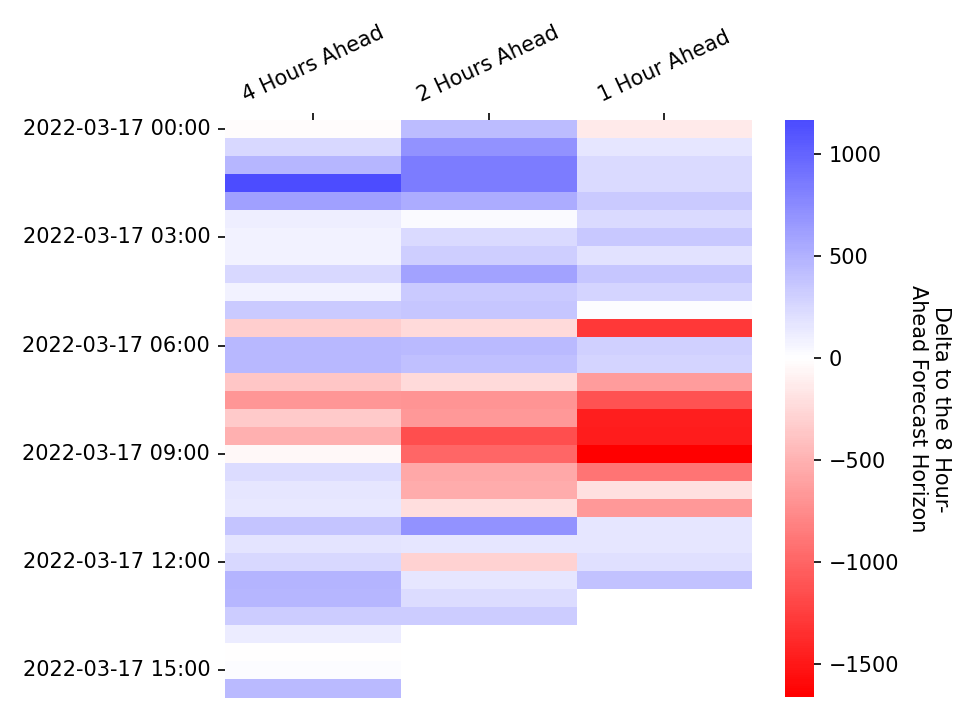 4 Hours Ahead
2 Hours Ahead
1 Hour Ahead
2022-03-17 00:00
2022-03-17 03:00
2022-03-17 06:00
2022-03-17 09:00
2022-03-17 12:00
2022-03-17 15:00
1000
500
0
−500
−1000
−1500
Delta to the 8 Hour-
Ahead Forecast Horizon